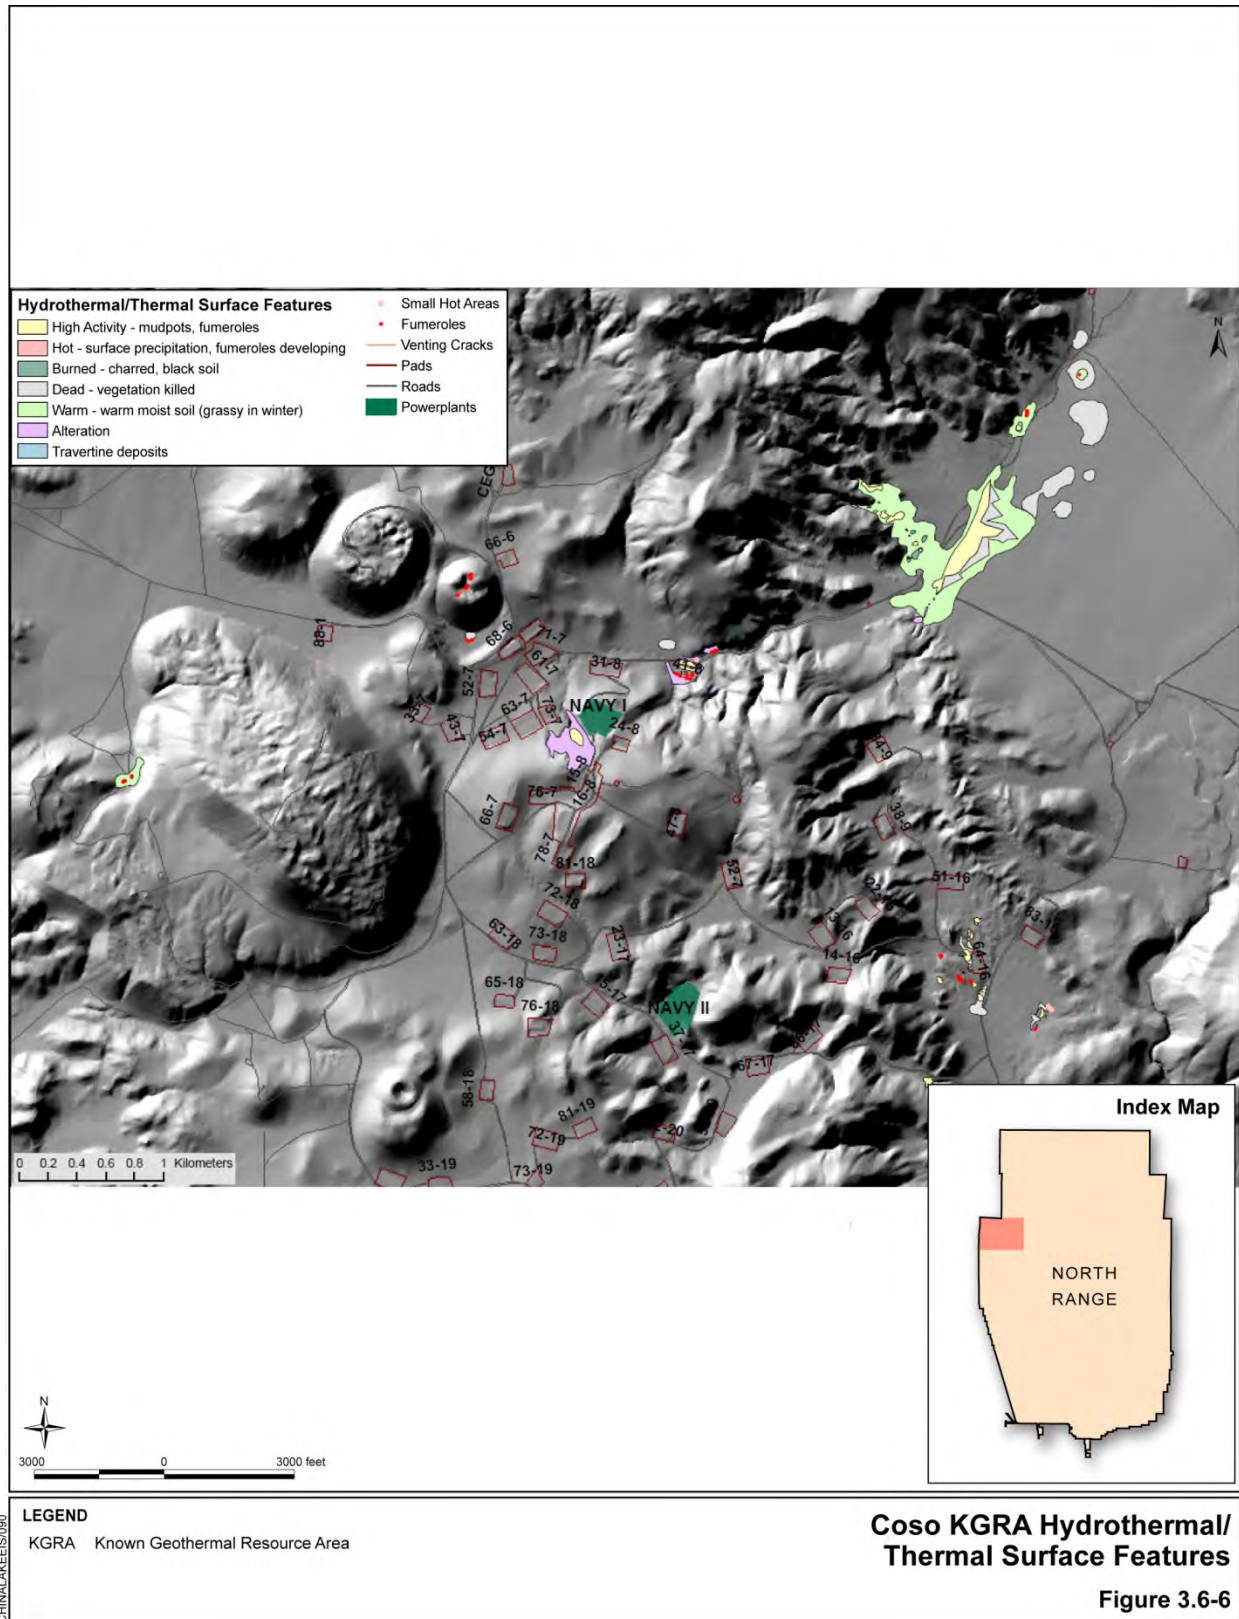 Hydrothermal/Thermal Surface Features
High Activity - mudpots, fumeroles
Hot - surface precipitation, fumeroles developing
Burned - charred, black soil
Dead - vegetation killed
Warm - warm moist soil (grassy in winter)
Alteration
Travertine deposits
Small Hot Areas
Fumeroles
Venting Cracks
Pads
Roads
Powerplants
N
CEG
66-6
88-1
68-6
71-7
61-7
31-8
52-7
63-7
73-7
NAVY I
24-8
43-7
54-7
15-8
76-7
16-8
66-7
78-7
81-18
52-7
38-9
51-16
72-18
63-18
73-18
23-17
13-16
14-16
64-16
65-18
76-18
NAVY II
67-17
58-18
81-19
72-19
33-19
73-19
0 0.2 0.4 0.6 0.8 1 Kilometers
Index Map
NORTH
RANGE
N
3000 0 3000 feet
LEGEND
KGRA Known Geothermal Resource Area
Coso KGRA Hydrothermal/
Thermal Surface Features
Figure 3.6-6